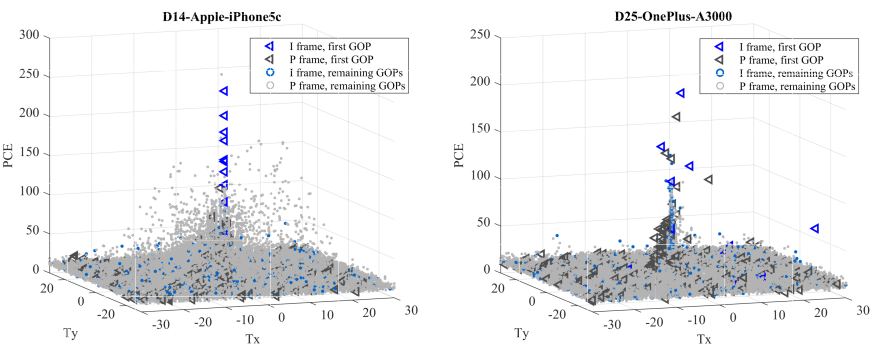 D14-Apple-iPhone5c
300
250
200
150
100
50
0
PCE
20
0
-20
Ty
-30
-20
-10
0
10
20
30
Tx
I frame, first GOP
P frame, first GOP
I frame, remaining GOPs
P frame, remaining GOPs
D25-OnePlus-A3000
250
200
150
100
50
0
PCE
20
0
-20
Ty
-30
-20
-10
0
10
20
30
Tx
I frame, first GOP
P frame, first GOP
I frame, remaining GOPs
P frame, remaining GOPs